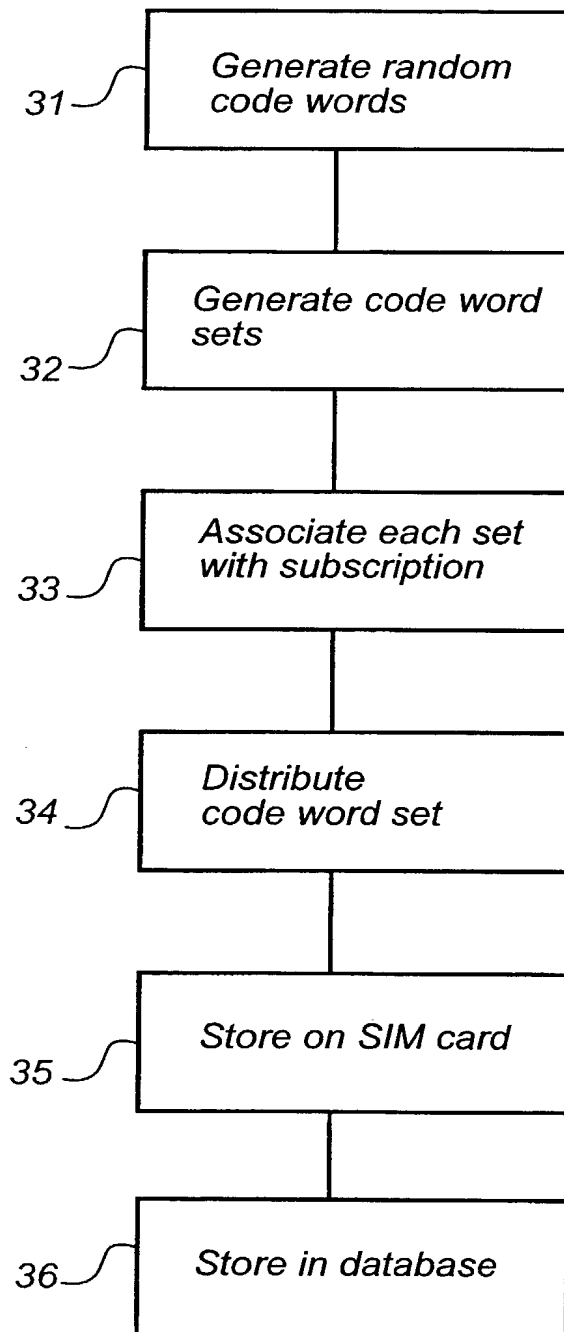 Generate random
code words
31
Generate code word
sets
32
Associate each set
with subscription
33
Distribute
code word set
34
Store on SIM card
35
Store in database
36